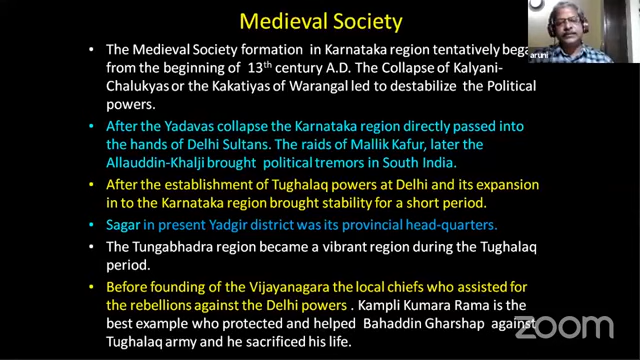 Medieval Society
• The Medieval Society formation in Karnataka region tentatively bega
from the beginning of 13th century A.D. The Collapse of Kalyani-
Chalukyas or the Kakatiyas of Warangal led to destabilize the Political
powers.
• After the Yadavas collapse the Karnataka region directly passed into
the hands of Delhi Sultans. The raids of Mallik Kafur, later the
Allauddin-Khalji brought political tremors in South India.
• After the establishment of Tughalaq powers at Delhi and its expansion
in to the Karnataka region brought stability for a short period.
• Sagar in present Yadgir district was its provincial head-quarters.
• The Tungabhadra region became a vibrant region during the Tughalaq
period.
• Before founding of the Vijayanagara the local chiefs who assisted for
the rebellions against the Delhi powers . Kampli Kumara Rama is the
best example who protected and helped Bahaddin Gharshap against
Tughalaq army and he sacrificed his life.
aruni
zoom